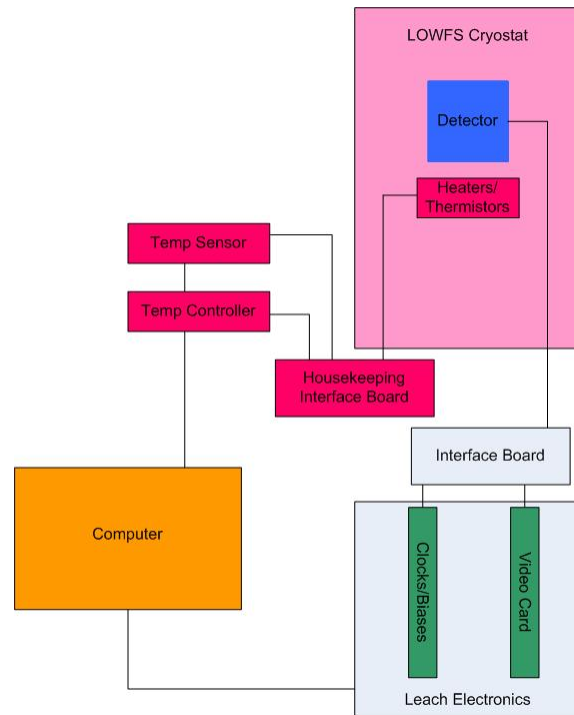 LOWFS Cryostat
Detector
Heaters/
Thermistors
Temp Sensor
Temp Controller
Housekeeping
Interface Board
Interface Board
Computer
Clocks/Biases
Video Card
Leach Electronics